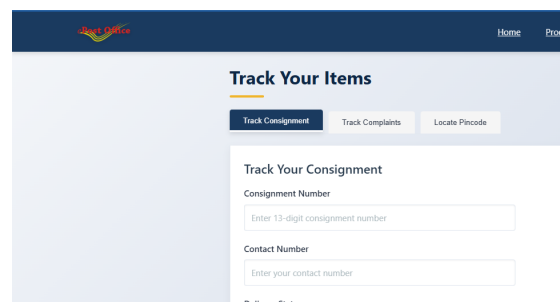 ePost Office
Home
Track Your Items
Track Consignment Track Complaints Locate Pincode
Track Your Consignment
Consignment Number
Enter 13-digit consignment number
Contact Number
Enter your contact number